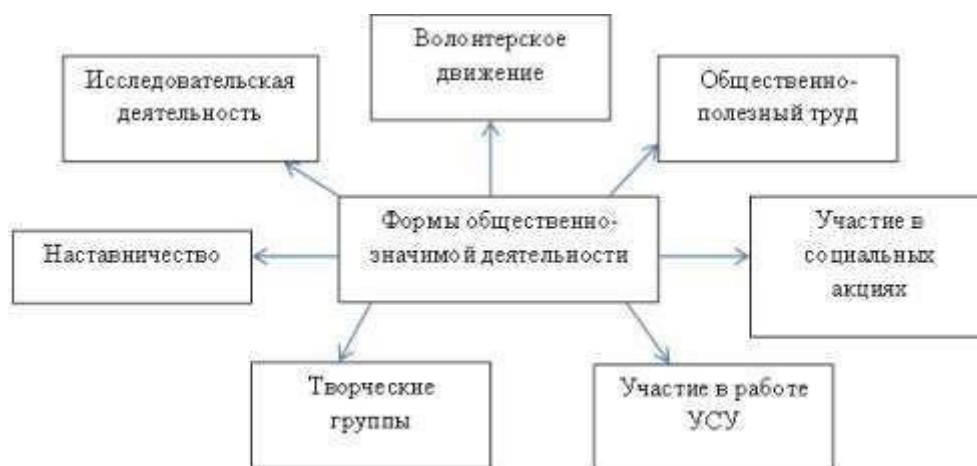 Волонтерское
движение
Исследовательская
деятельность
Общественно-
полезный труд
Формы общественно-
значимой деятельности
Участие в
социальных
акциях
Наставничество
Творческие
группы
Участие в работе
УСУ